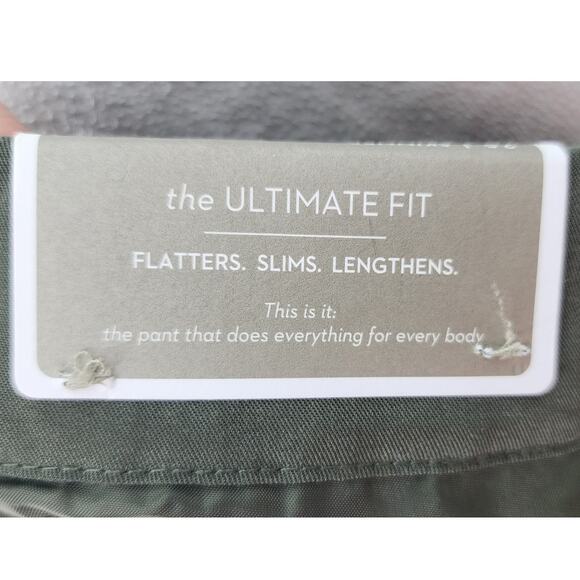 the ULTIMATE FIT
FLATTERS. SLIMS. LENGTHENS.
This is it:
the pant that does everything for every body